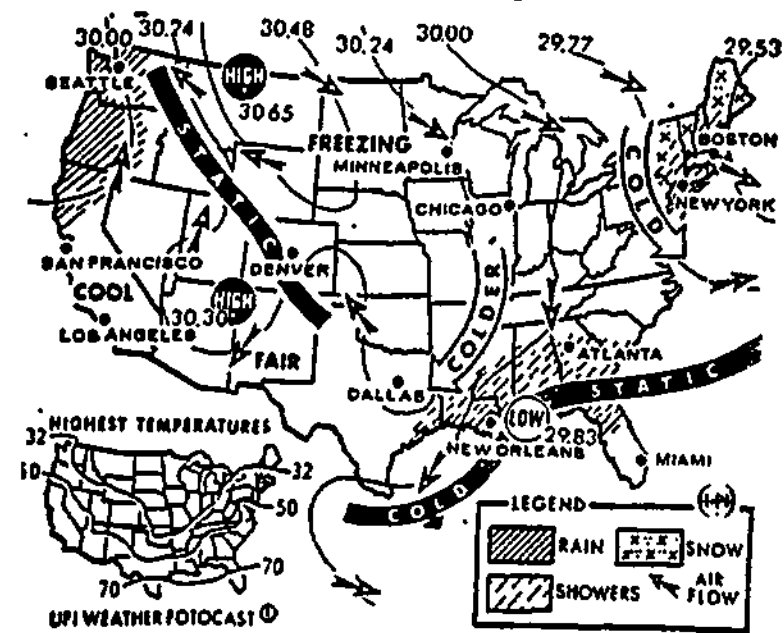 30.00 30.24 30.48 30.24 30.00 29.77 29.53
SEATTLE
HIGH
30.65
STATIC
FREEZING
MINNEAPOLIS
COLD
BOSTON
NEW YORK
CHICAGO
SAN FRANCISCO
DENVER
COOL
HIGH
30.30
LOS ANGELES
COLDER
FAIR
ATLANTA
DALLAS
STATIC
LOW
29.83
NEW ORLEANS
MIAMI
COLD
HIGHEST TEMPERATURES
32
32
50
70
70
LEGEND
RAIN
SNOW
SHOWERS
AIR FLOW
UPI WEATHER FOTOCAST